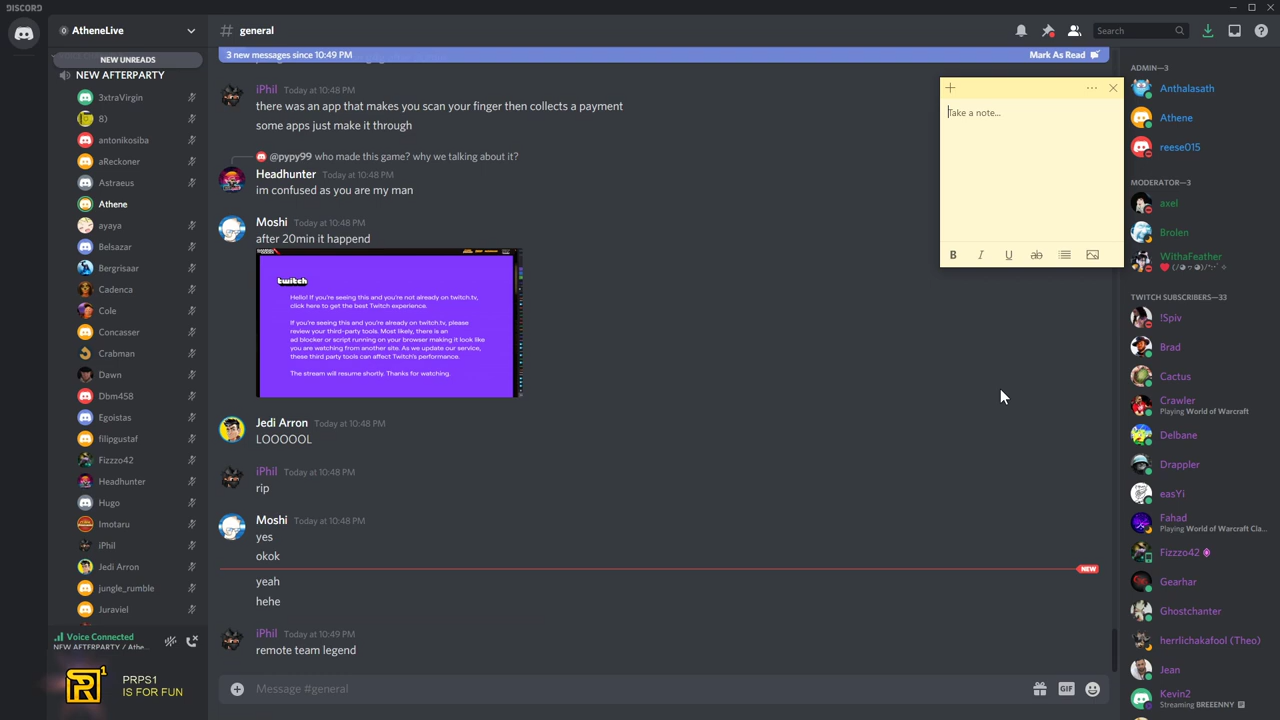 DISCORD
AtheneLive
general
Search
NEW UNREADS
NEW AFTERPARTY
3xtraVirgin
8)
antonikosiba
aReckoner
Astraeus
Athene
ayaya
Belsazar
Bergrisaar
Cadenca
Cole
Concasser
Crabman
Dawn
Dbm458
Egoistas
filipgustaf
Fizzzo42
Headhunter
Hugo
Imotaru
iPhil
Jedi Arron
jungle_rumble
Juraviel
Voice Connected
NEW AFTERPARTY / Athe...
PRPS1
IS FOR FUN
3 new messages since 10:49 PM
Mark As Read
iPhil Today at 10:48 PM
there was an app that makes you scan your finger then collects a payment
some apps just make it through
@pypy99 who made this game? why we talking about it?
Headhunter Today at 10:48 PM
im confused as you are my man
Moshi Today at 10:48 PM
after 20min it happend
twitch
Hello! If you're seeing this and you're not already on twitch.tv,
click here to get the best Twitch experience.
If you're seeing this and you're already on twitch.tv, please
review your third-party tools. Most likely, there is an
ad blocker or script running on your browser making it look like
you are watching from another site. As we update our service,
these third party tools can affect Twitch's performance.
The stream will resume shortly. Thanks for watching.
Jedi Arron Today at 10:48 PM
LOOOOOL
iPhil Today at 10:48 PM
rip
Moshi Today at 10:48 PM
yes
okok
NEW
yeah
hehe
iPhil Today at 10:49 PM
remote team legend
Message #general
GIF
Take a note...
B I U ab
ADMIN—3
Anthalasath
Athene
reese015
MODERATOR—3
axel
Brolen
WithaFeather
TWITCH SUBSCRIBERS—33
!Spiv
Brad
Cactus
Crawler
Playing World of Warcraft
Delbane
Drappler
easYi
Fahad
Playing World of Warcraft Cla...
Fizzzo42
Gearhar
Ghostchanter
herrlichakafool (Theo)
Jean
Kevin2
Streaming BREEENNY